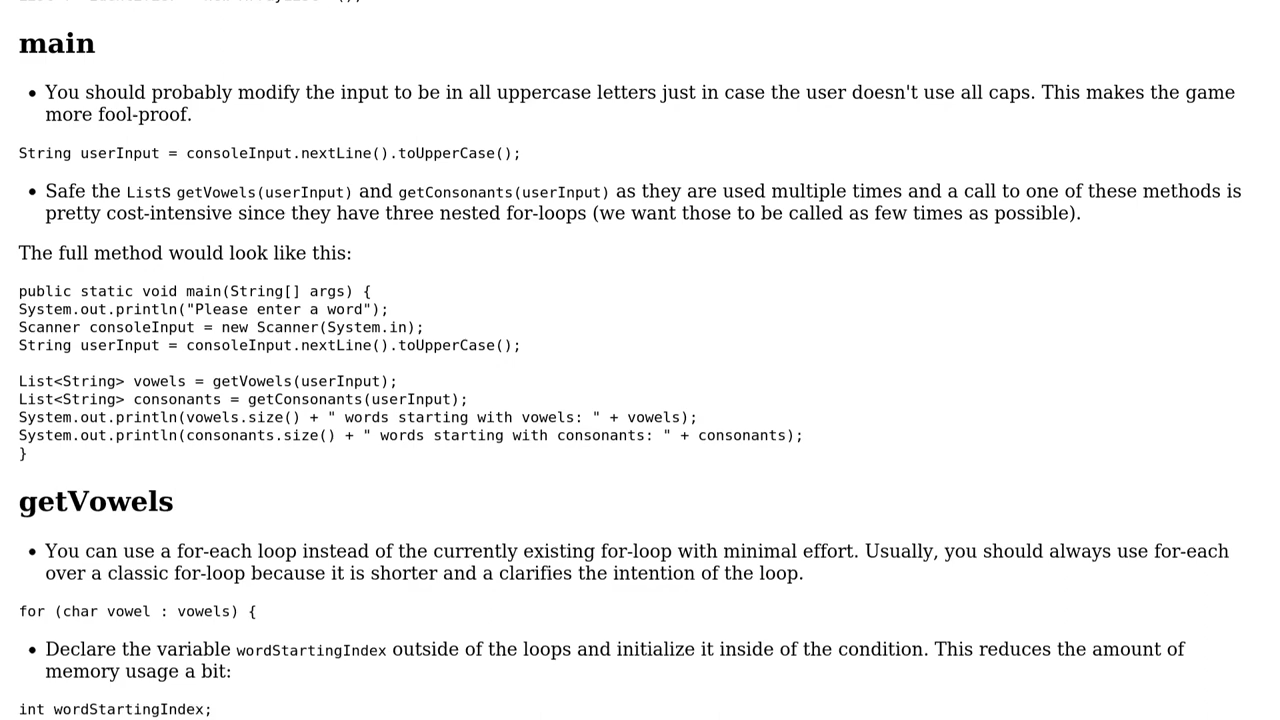 main
• You should probably modify the input to be in all uppercase letters just in case the user doesn't use all caps. This makes the game
more fool-proof.
String userInput = consoleInput.nextLine().toUpperCase();
• Safe the Lists getVowels(userInput) and getConsonants(userInput) as they are used multiple times and a call to one of these methods is
pretty cost-intensive since they have three nested for-loops (we want those to be called as few times as possible).
The full method would look like this:
public static void main(String[] args) {
System.out.println("Please enter a word");
Scanner consoleInput = new Scanner(System.in);
String userInput = consoleInput.nextLine().toUpperCase();
List<String> vowels = getVowels(userInput);
List<String> consonants = getConsonants(userInput);
System.out.println(vowels.size() + " words starting with vowels: " + vowels);
System.out.println(consonants.size() + " words starting with consonants: " + consonants);
}
getVowels
• You can use a for-each loop instead of the currently existing for-loop with minimal effort. Usually, you should always use for-each
over a classic for-loop because it is shorter and a clarifies the intention of the loop.
for (char vowel : vowels) {
• Declare the variable wordStartingIndex outside of the loops and initialize it inside of the condition. This reduces the amount of
memory usage a bit:
int wordStartingIndex;